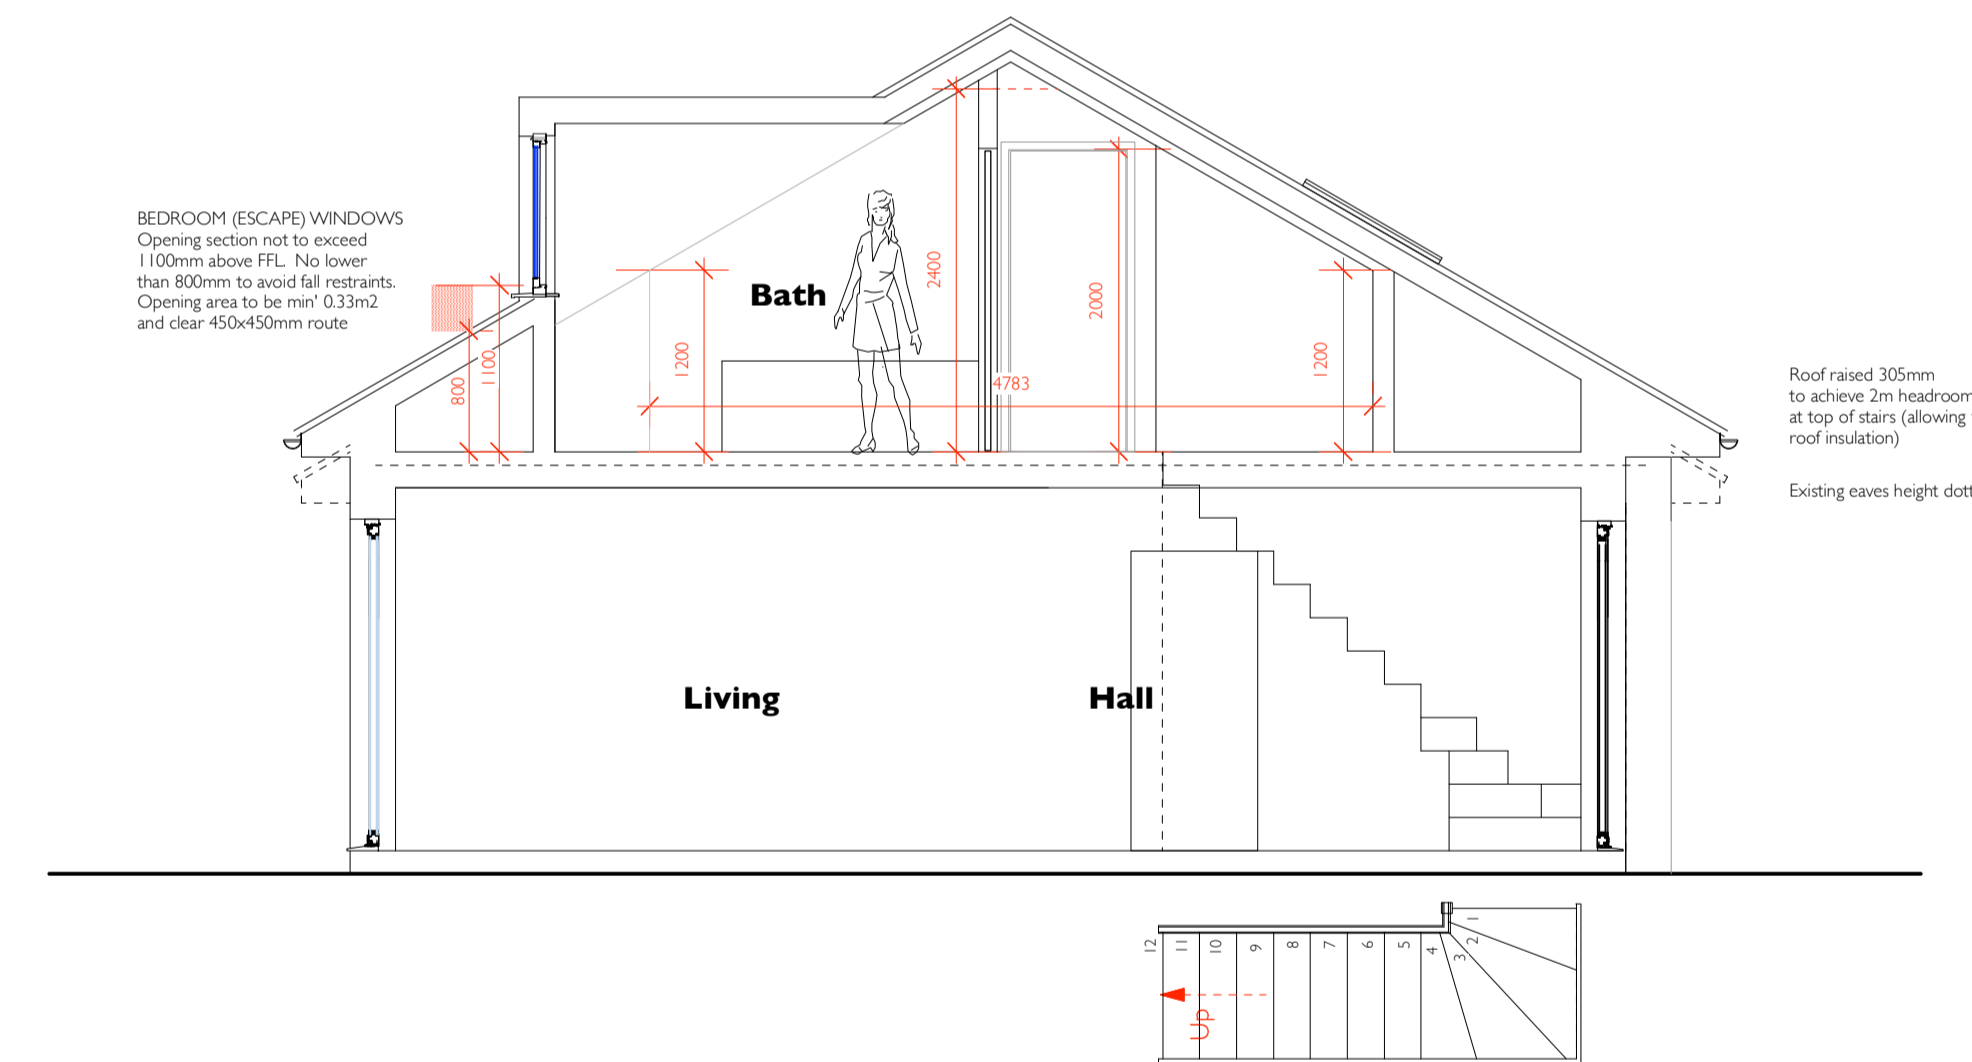 BEDROOM (ESCAPE) WINDOWS
Opening section not to exceed
1100mm above FFL. No lower
than 800mm to avoid fall restraints.
Opening area to be min' 0.33m2
and clear 450x450mm route
800
1100
1200
Bath
2400
4783
2000
1200
Roof raised 305mm
to achieve 2m headroom
at top of stairs (allowing
roof insulation)
Existing eaves height dott
Living
Hall
12
11
10
9
8
7
6
5
4
3
2
1
Up